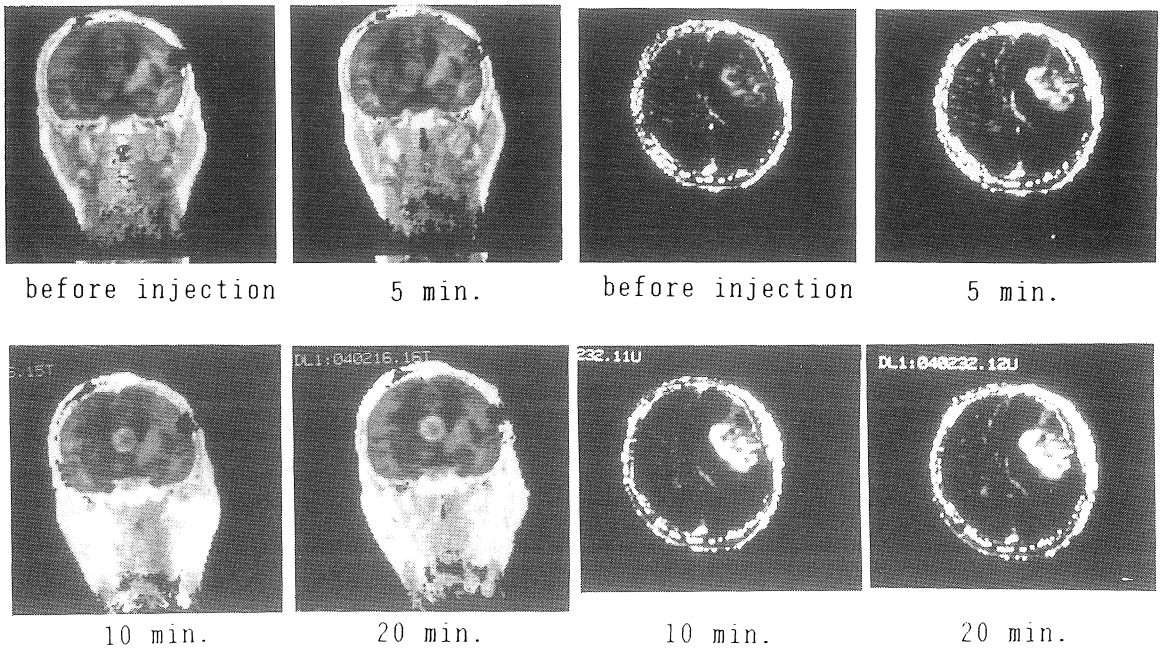 before injection
5 min.
before injection
5 min.
5.15T
DL1:040216.16T
232.11U
DL1:040232.12U
10 min.
20 min.
10 min.
20 min.